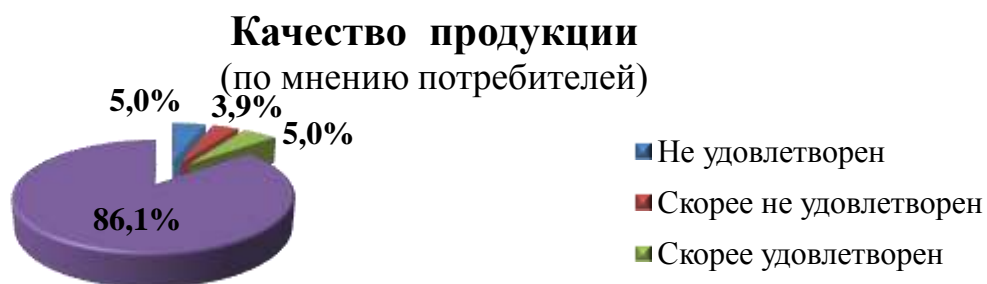 Качество продукции
(по мнению потребителей)
5,0%
3,9%
5,0%
86,1%
Не удовлетворен
Скорее не удовлетворен
Скорее удовлетворен